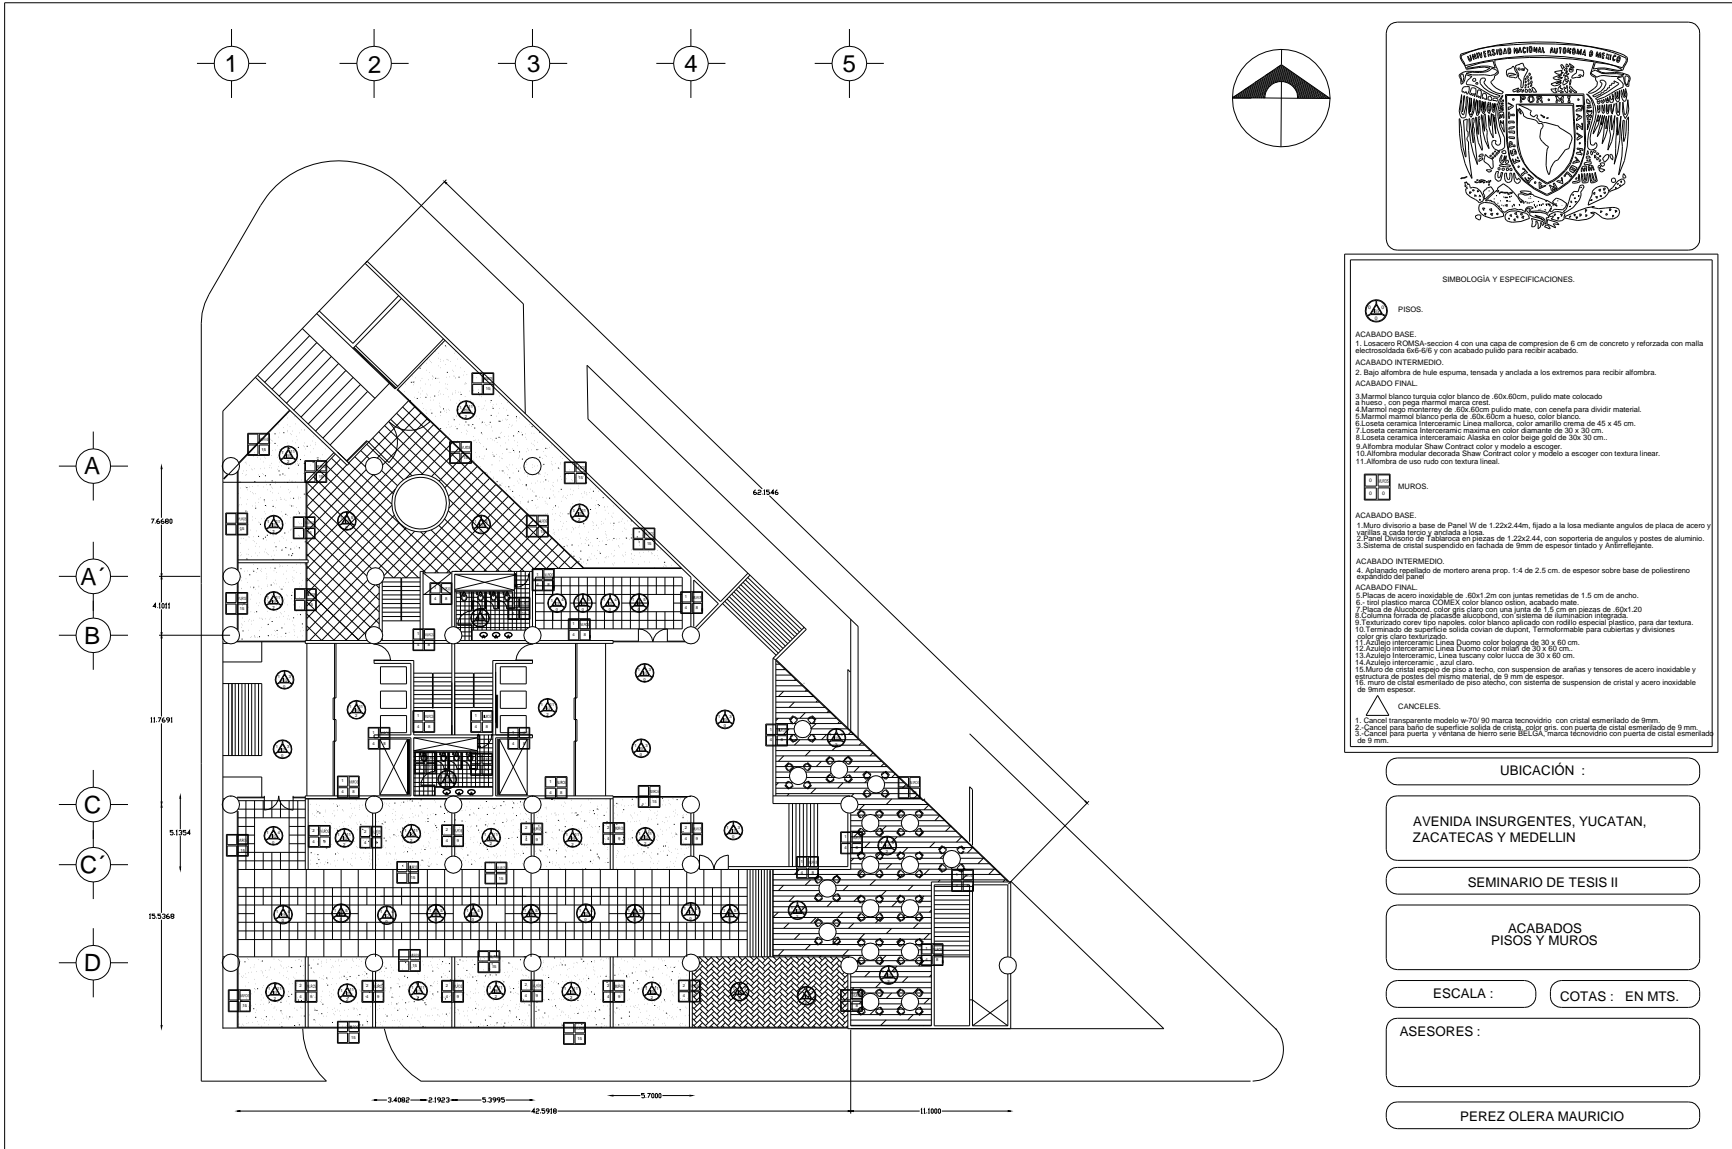 1
2
3
4
5
UNIVERSIDAD NACIONAL AUTONOMA D MEXICO
POR MI RAZA HABLARA EL ESPIRITU
SIMBOLOGÍA Y ESPECIFICACIONES.
PISOS.
ACABADO BASE.
1. Losacero ROMSA-seccion 4 con una capa de compresion de 6 cm de concreto y reforzada con malla
electrosoldada 6x6-6/6 y con acabado pulido para recibir acabado.
ACABADO INTERMEDIO.
2. Bajo alfombra de hule espuma, tensada y anclada a los extremos para recibir alfombra.
ACABADO FINAL.
3.Marmol blanco turquia color blanco de .60x.60cm, pulido mate colocado
a hueso , con pega marmol marca crest.
4.Marmol nego monterrey de .60x.60cm pulido mate, con cenefa para dividir material.
5.Marmol marmol blanco perla de .60x.60cm a hueso, color blanco.
6.Loseta ceramica Interceramic Linea mallorca, color amarillo crema de 45 x 45 cm.
7.Loseta ceramica Interceramic maxima en color diamante de 30 x 30 cm.
8.Loseta ceramica interceramaic Alaska en color beige gold de 30x 30 cm..
9.Alfombra modular Shaw Contract color y modelo a escoger.
10.Alfombra modular decorada Shaw Contract color y modelo a escoger con textura linear.
11.Alfombra de uso rudo con textura lineal.
MUROS.
ACABADO BASE.
1.Muro divisorio a base de Panel W de 1.22x2.44m, fijado a la losa mediante angulos de placa de acero y
varillas a cada tercio y anclada a losa.
2.Panel Divisorio de Tablaroca en piezas de 1.22x2.44, con soporteria de angulos y postes de aluminio.
3.Sistema de cristal suspendido en fachada de 9mm de espesor tintado y Antirreflejante.
ACABADO INTERMEDIO.
4. Aplanado repellado de mortero arena prop. 1:4 de 2.5 cm. de espesor sobre base de poliestireno
expandido del panel
ACABADO FINAL.
5.Placas de acero inoxidable de .60x1.2m con juntas remetidas de 1.5 cm de ancho.
6.- tirol plastico marca COMEX color blanco ostion, acabado mate.
7.Placa de Alucobond, color gris claro con una junta de 1.5 cm en piezas de .60x1.20
8.Columna forrada de placa de alucobond, con sistema de iluminacion integrada.
9.Texturizado corev tipo napoles. color blanco aplicado con rodillo especial plastico, para dar textura.
10.Terminado de superficie solida covian de dupont, Termoformable para cubiertas y divisiones
color gris claro texturizado.
11.Azulejo interceramic Linea Duomo color bologna de 30 x 60 cm.
12.Azulejo interceramic Linea Duomo color milan de 30 x 60 cm..
13.Azulejo Interceramic, Linea tuscany color lucca de 30 x 60 cm.
14.Azulejo interceramic , azul claro.
15.Muro de cristal espejo de piso a techo, con suspension de arañas y tensores de acero inoxidable y
estructura de postes del mismo material, de 9 mm de espesor.
16. muro de cistal esmerilado de piso atecho, con sistema de suspension de cristal y acero inoxidable
de 9mm espesor.
CANCELES.
1. Cancel transparente modelo w-70/ 90 marca tecnovidrio con cristal esmerilado de 9mm.
2.-Cancel para baño de superficie solida de crista, color gris, con puerta de cistal esmerilado de 9 mm.
3.-Cancel para puerta y ventana de hierro serie BELGA, marca tecnovidrio con puerta de cistal esmerilado
de 9 mm.
A
A´
B
C
C´
D
7.6680
4.1011
11.7691
5.1354
15.5368
62.1546
3.4082
2.1923
5.3995
5.7000
42.5918
11.1000
UBICACIÓN :
AVENIDA INSURGENTES, YUCATAN,
ZACATECAS Y MEDELLIN
SEMINARIO DE TESIS II
ACABADOS
PISOS Y MUROS
ESCALA :
COTAS : EN MTS.
ASESORES :
PEREZ OLERA MAURICIO